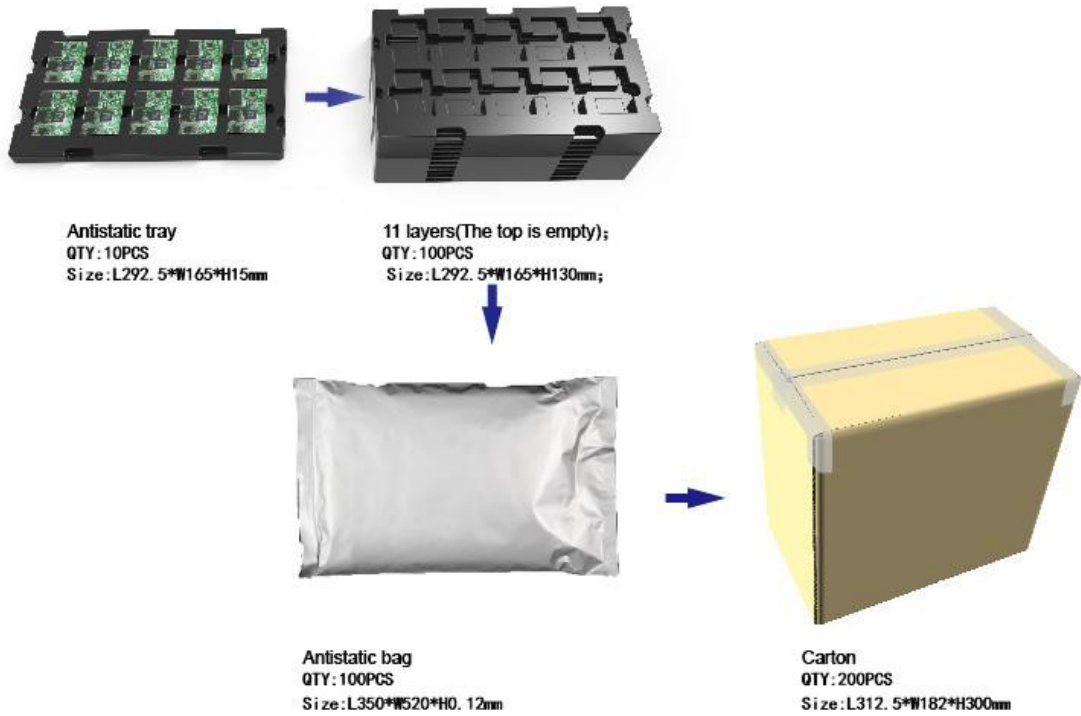 Antistatic tray
QTY:10PCS
Size:L292.5*W165*H15mm
11 layers(The top is empty);
QTY:100PCS
Size:L292.5*W165*H130mm;
Antistatic bag
QTY:100PCS
Size:L350*W520*H0.12mm
Carton
QTY:200PCS
Size:L312.5*W182*H300mm